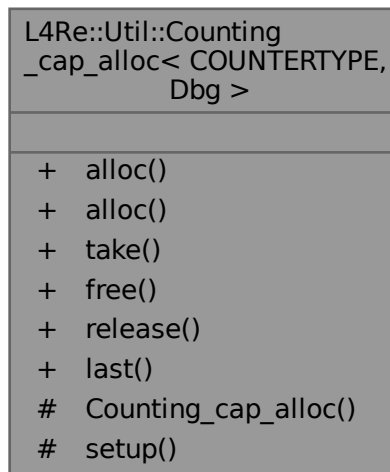 L4Re::Util::Counting
_cap_alloc< COUNTERTYPE,
Dbg >
+ alloc()
+ alloc()
+ take()
+ free()
+ release()
+ last()
# Counting_cap_alloc()
# setup()